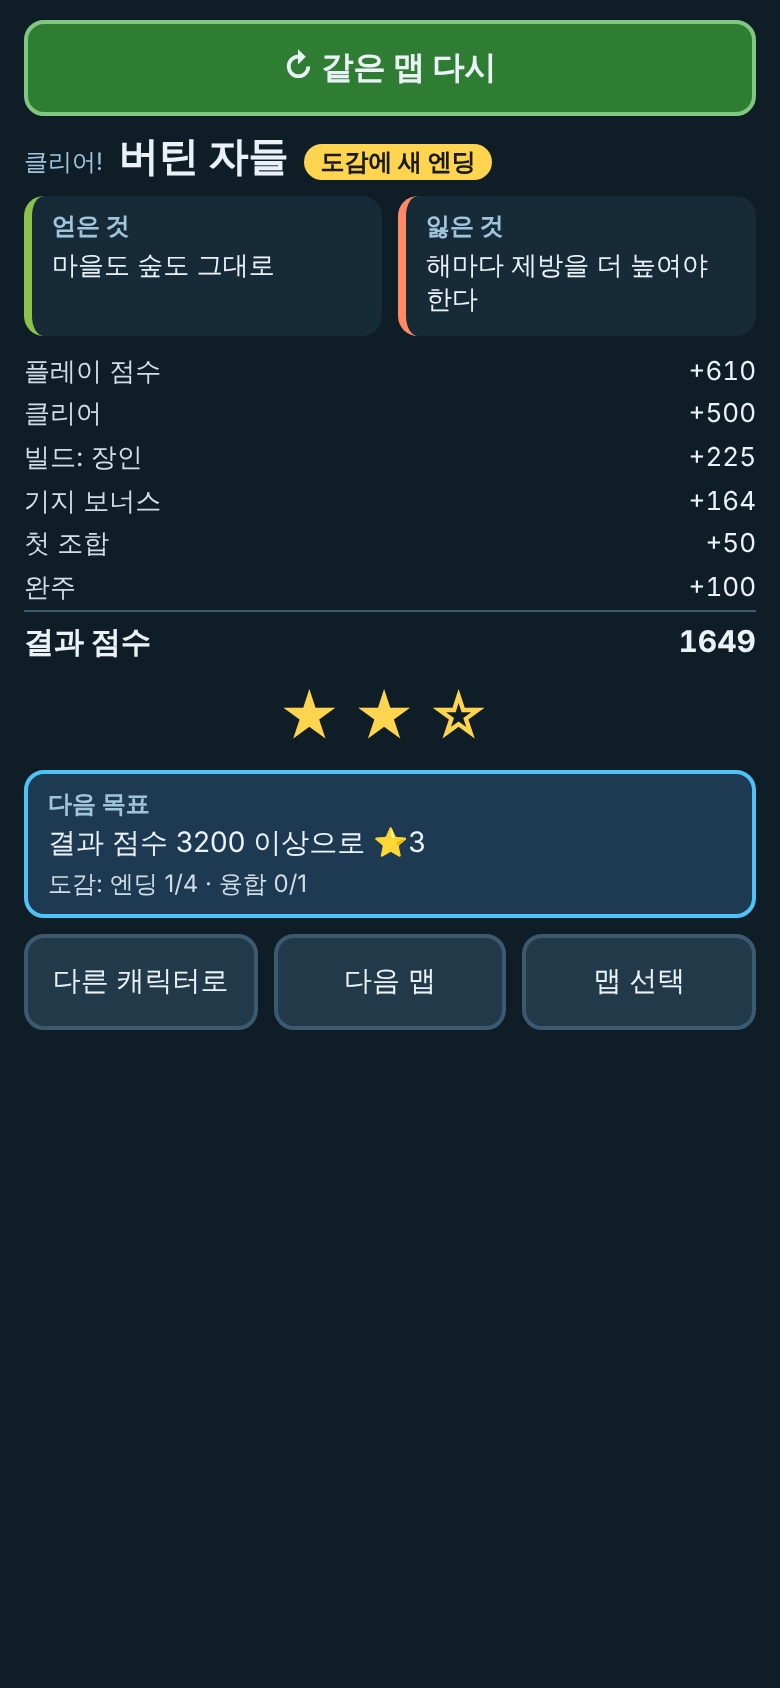 ↻ 같은 맵 다시
클리어! 버틴 자들 도감에 새 엔딩
얻은 것
마을도 숲도 그대로
잃은 것
해마다 제방을 더 높여야
한다
플레이 점수 +610
클리어 +500
빌드: 장인 +225
기지 보너스 +164
첫 조합 +50
완주 +100
결과 점수 1649
★ ★ ☆
다음 목표
결과 점수 3200 이상으로 ⭐3
도감: 엔딩 1/4 · 융합 0/1
다른 캐릭터로
다음 맵
맵 선택